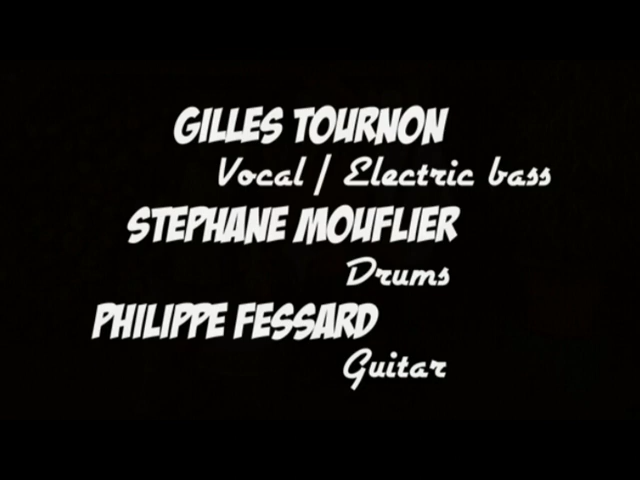 GILLES TOURNON
Vocal / Electric bass
STEPHANE MOUFLIER
Drums
PHILIPPE FESSARD
Guitar